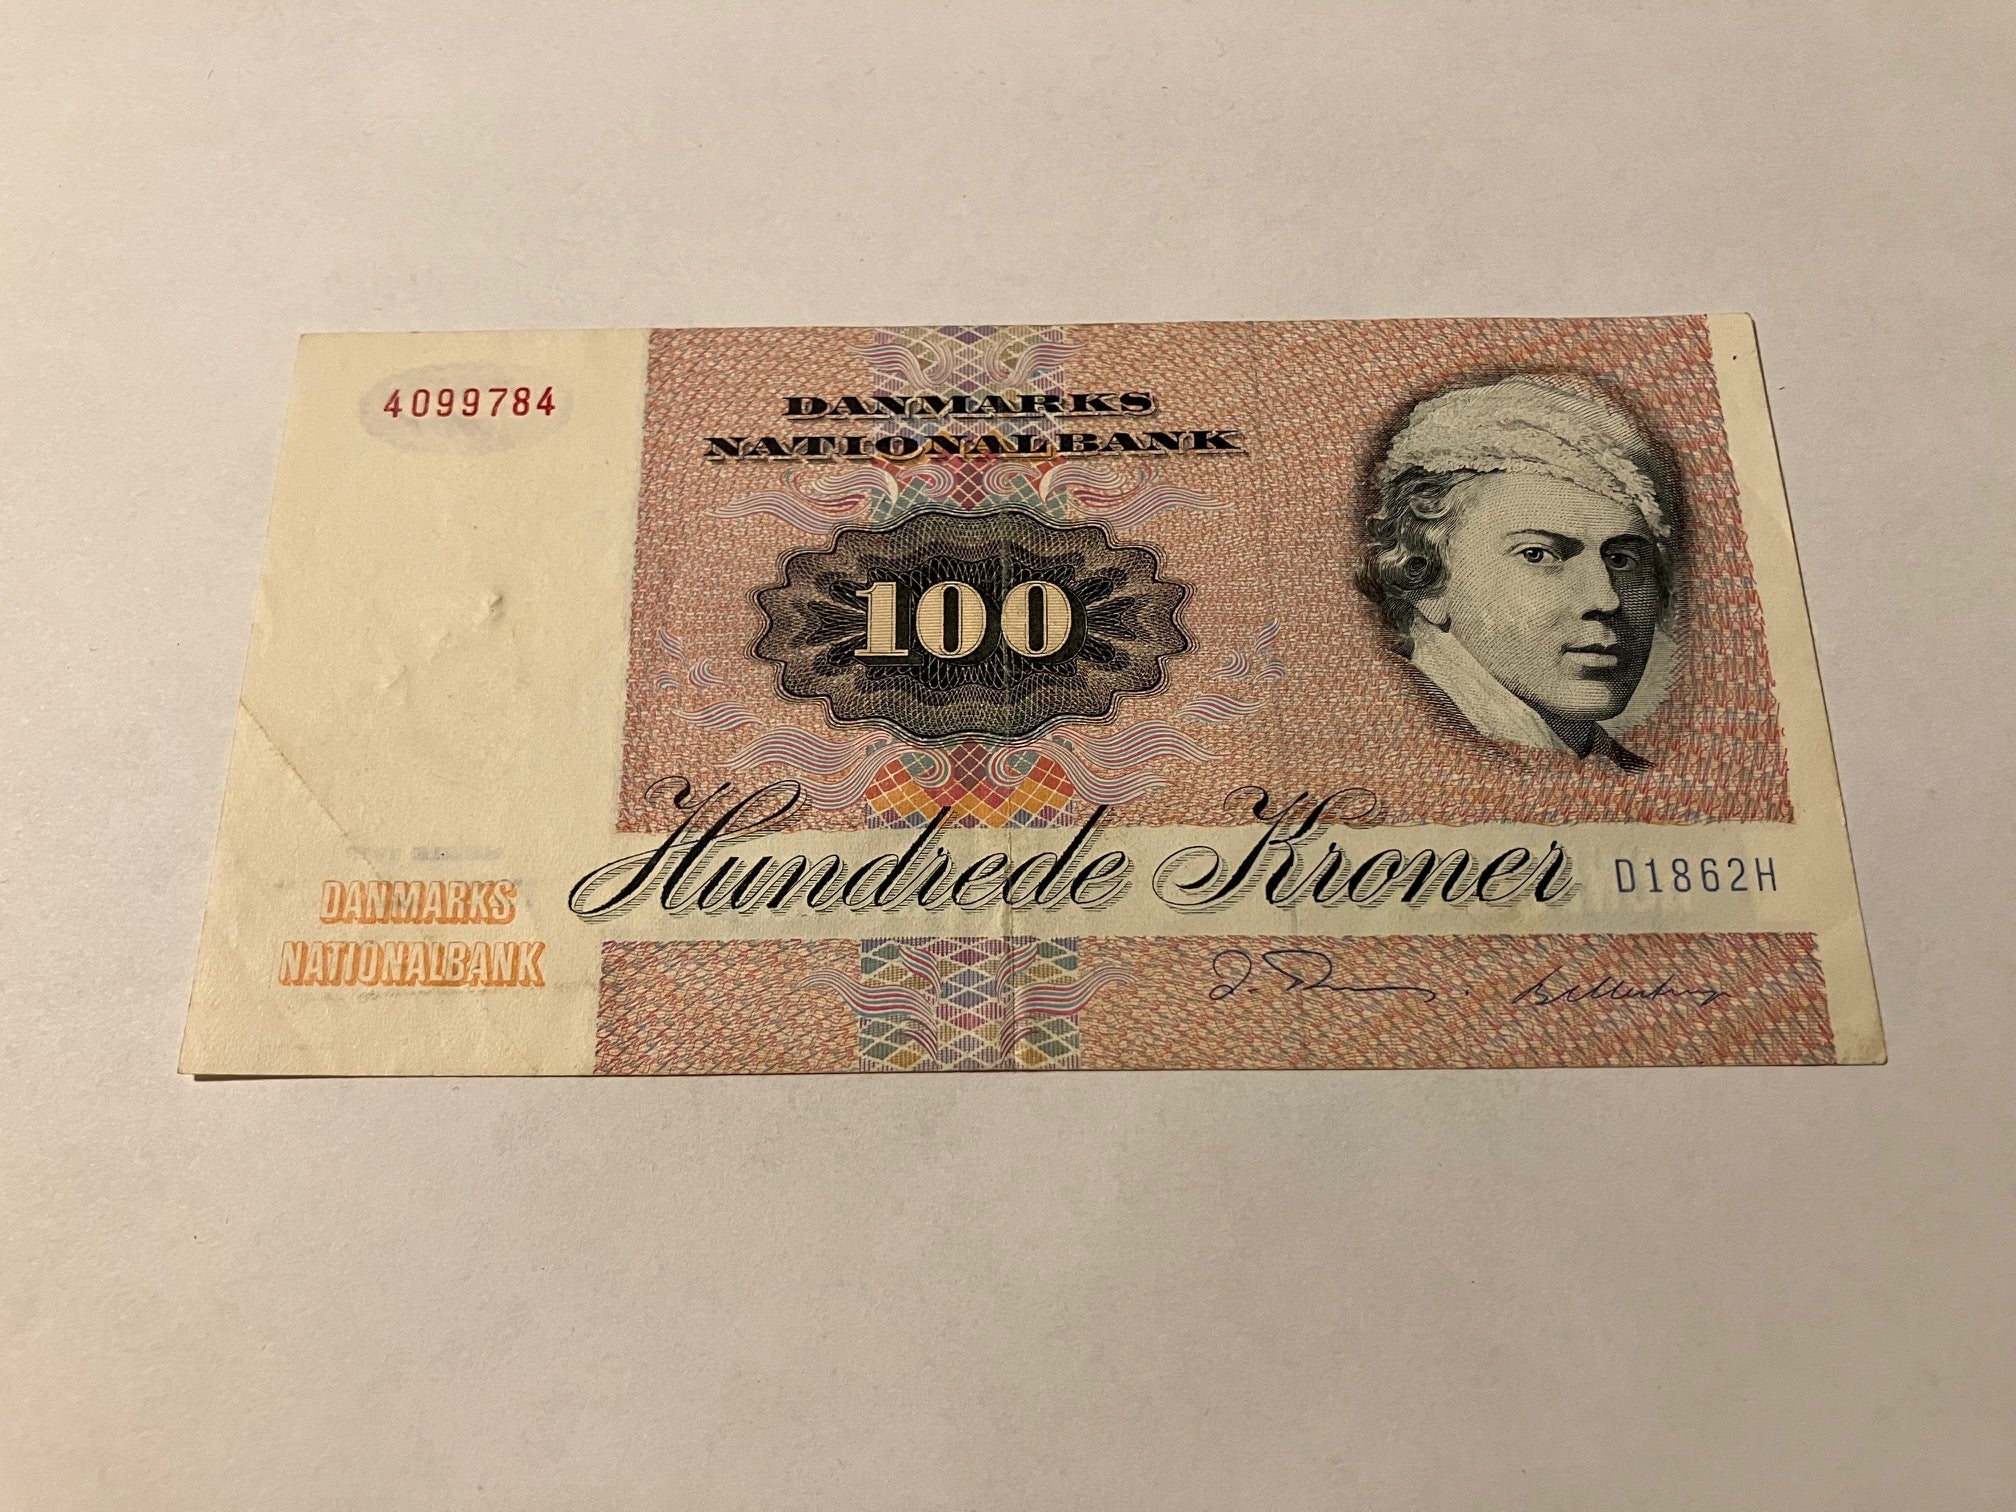 4099784
DANMARKS
NATIONALBANK
100
Hundrede Kroner
D1862H
DANMARKS
NATIONALBANK